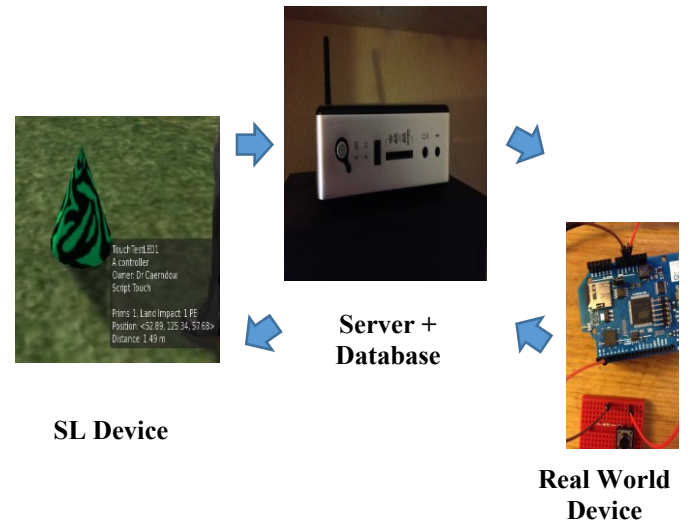 TouchTestLED1
A controller
Owner: Dr Caerndow
Script Touch
Prims: 1, Land Impact: 1 PE
Position: <52.89, 125.34, 57.68>
Distance: 1.49 m
SL Device
Server +
Database
Real World
Device